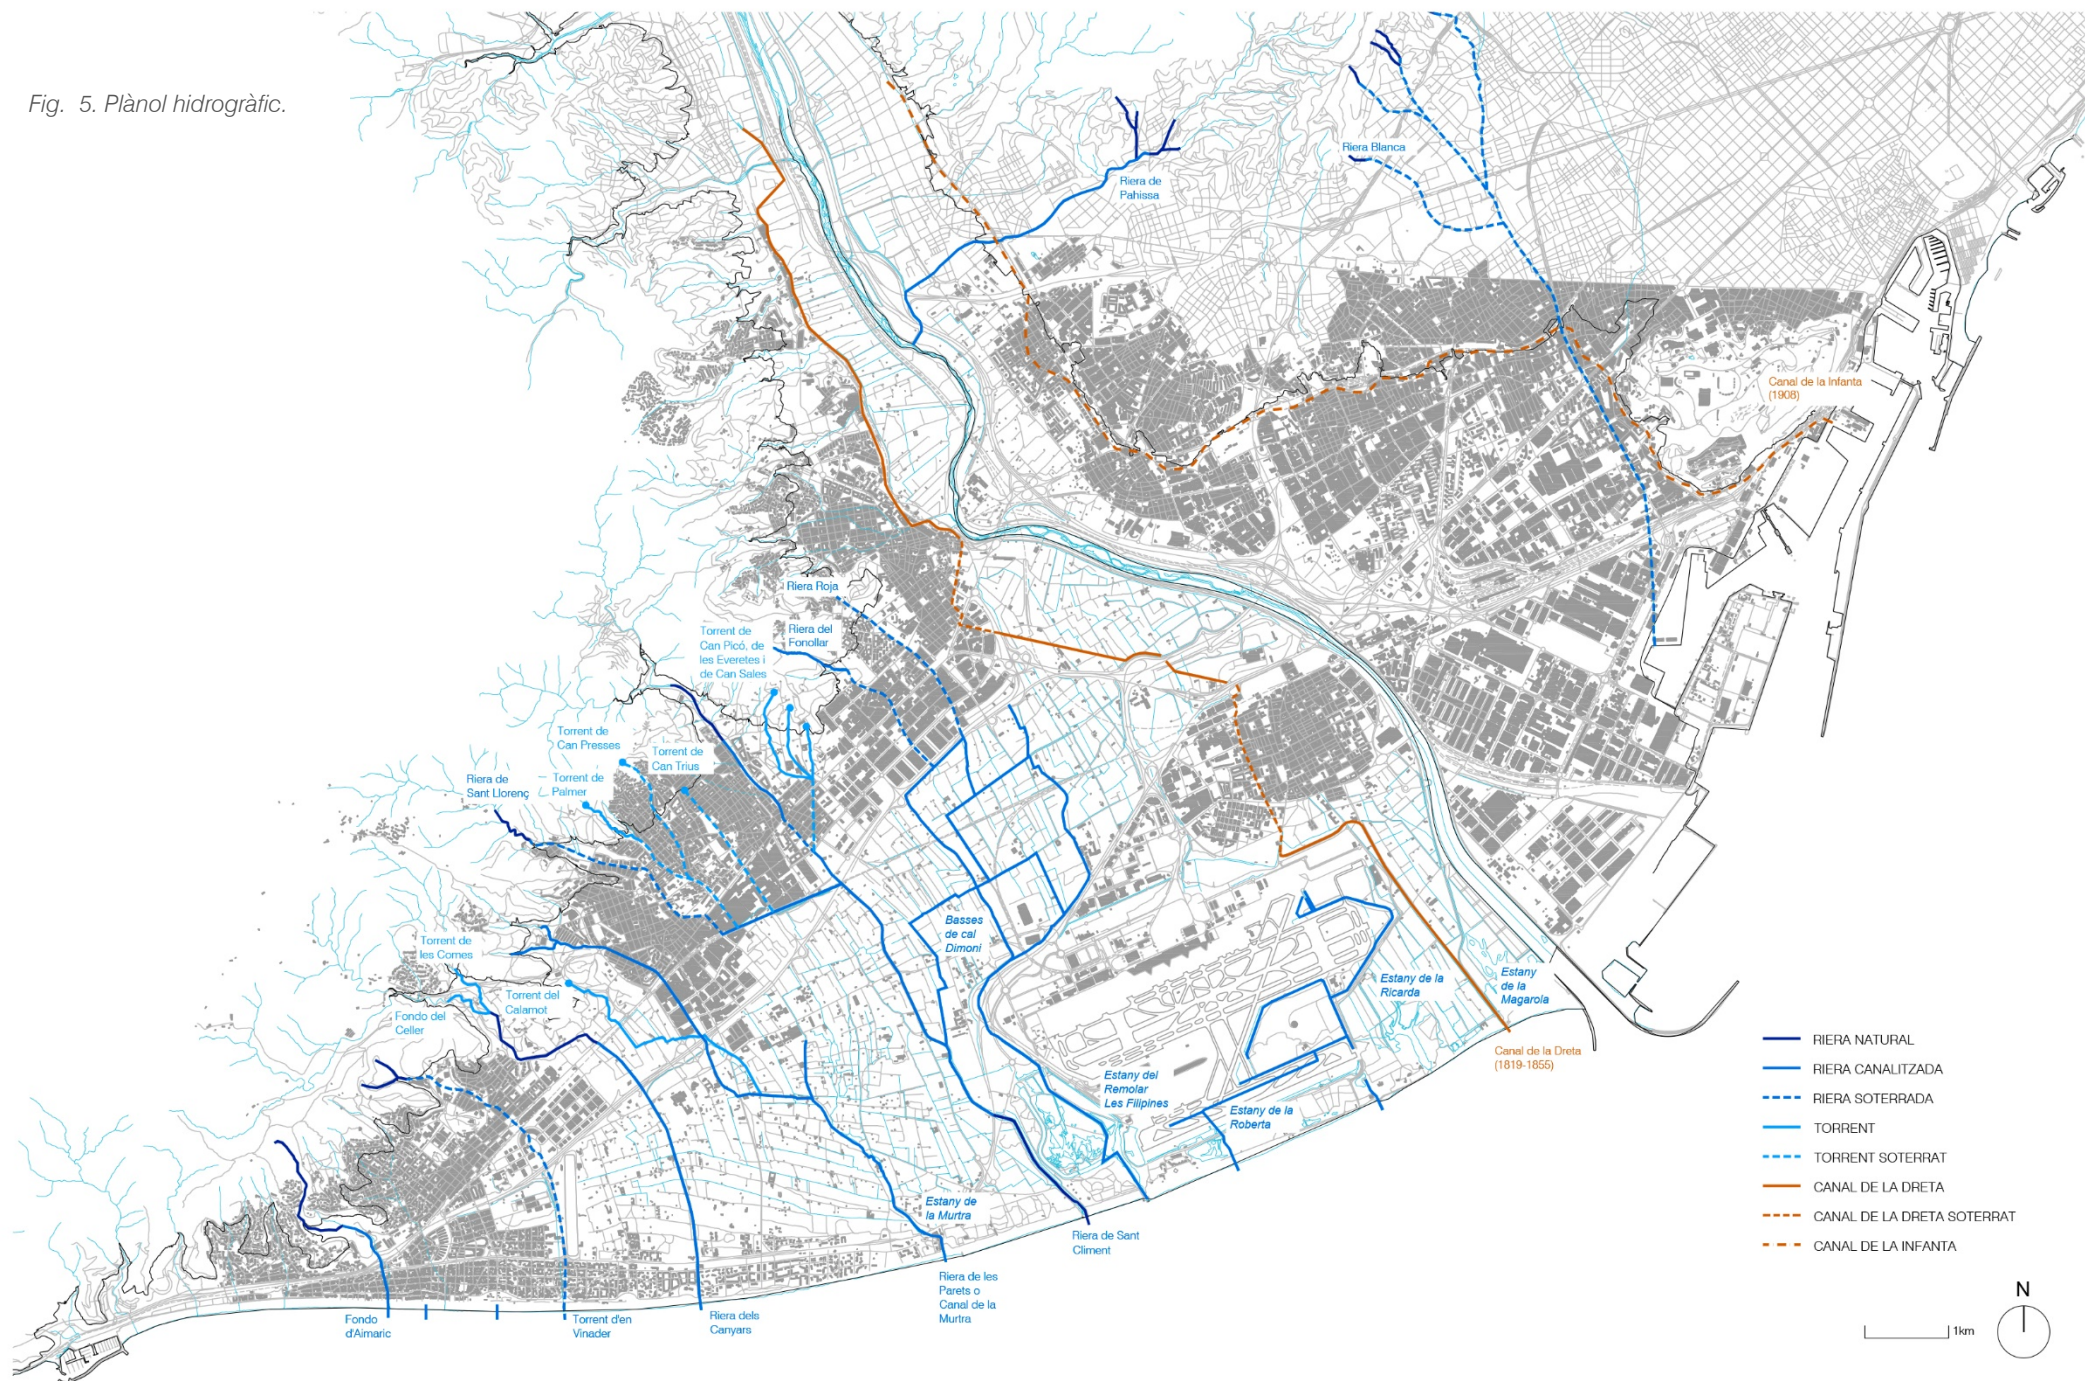 Fig. 5. Plànol hidrogràfic.
Riera Blanca
Riera de
Pahissa
Canal de la Infanta
(1908)
Riera Roja
Riera del
Fonollar
Torrent de
Can Picó, de
les Everetes i
de Can Sales
Torrent de
Can Presses
Torrent de
Can Trius
Riera de
Sant Llorenç
Torrent de
Palmer
Basses
de cal
Dimoni
Torrent de
les Comes
Torrent del
Calamot
Fondo del
Celler
Estany de la
Ricarda
Estany
de la
Magarola
Canal de la Dreta
(1819-1855)
Estany del
Remolar
Les Filipines
Estany de la
Roberta
Estany de
la Murtra
Riera de Sant
Climent
Riera de les
Parets o
Canal de la
Murtra
Fondo
d'Aimaric
Torrent d'en
Vinader
Riera dels
Canyars
RIERA NATURAL
RIERA CANALITZADA
RIERA SOTERRADA
TORRENT
TORRENT SOTERRAT
CANAL DE LA DRETA
CANAL DE LA DRETA SOTERRAT
CANAL DE LA INFANTA
N
1km